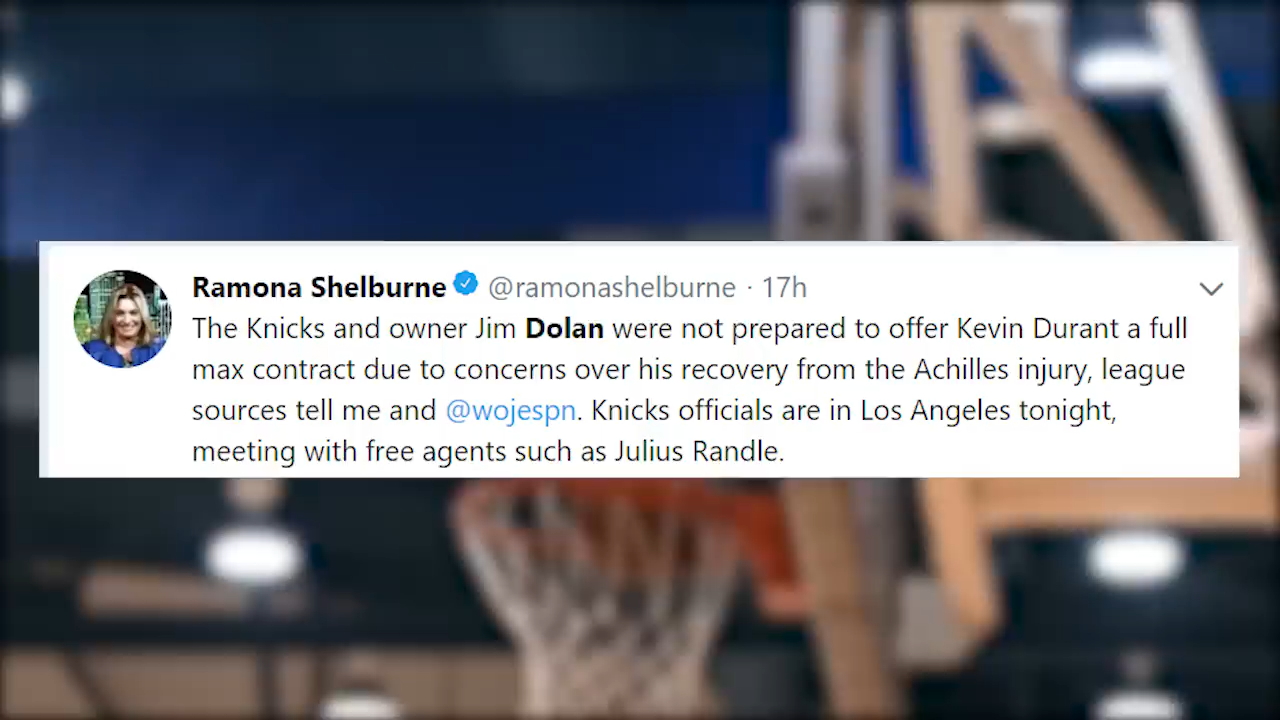 Ramona Shelburne @ramonashelburne · 17h
The Knicks and owner Jim Dolan were not prepared to offer Kevin Durant a full
max contract due to concerns over his recovery from the Achilles injury, league
sources tell me and @wojespn. Knicks officials are in Los Angeles tonight,
meeting with free agents such as Julius Randle.